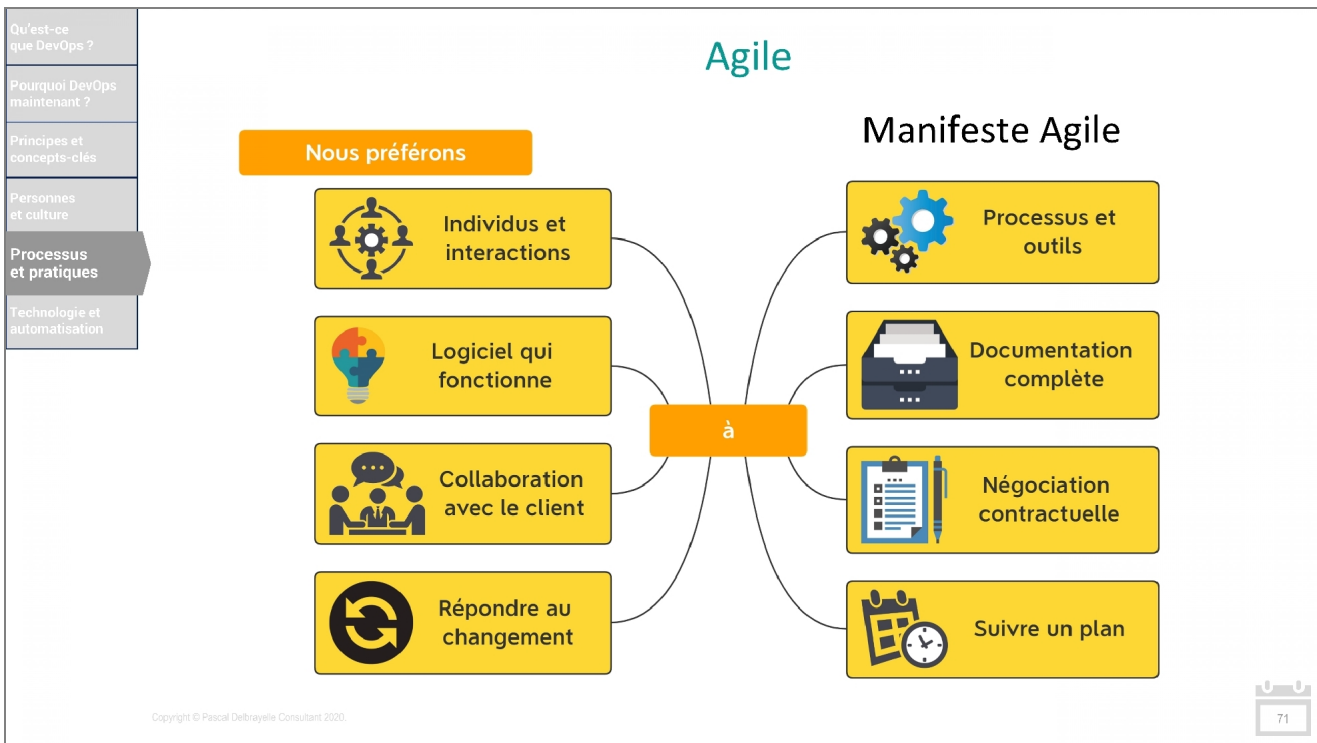 Qu'est-ce
que DevOps ?
Pourquoi DevOps
maintenant ?
Principes et
concepts-clés
Personnes
et culture
Processus
et pratiques
Technologie et
automatisation
Agile
Manifeste Agile
Nous préférons
Individus et
interactions
Logiciel qui
fonctionne
Collaboration
avec le client
Répondre au
changement
à
Processus et
outils
Documentation
complète
Négociation
contractuelle
Suivre un plan
Copyright © Pascal Delbrayelle Consultant 2020.
71